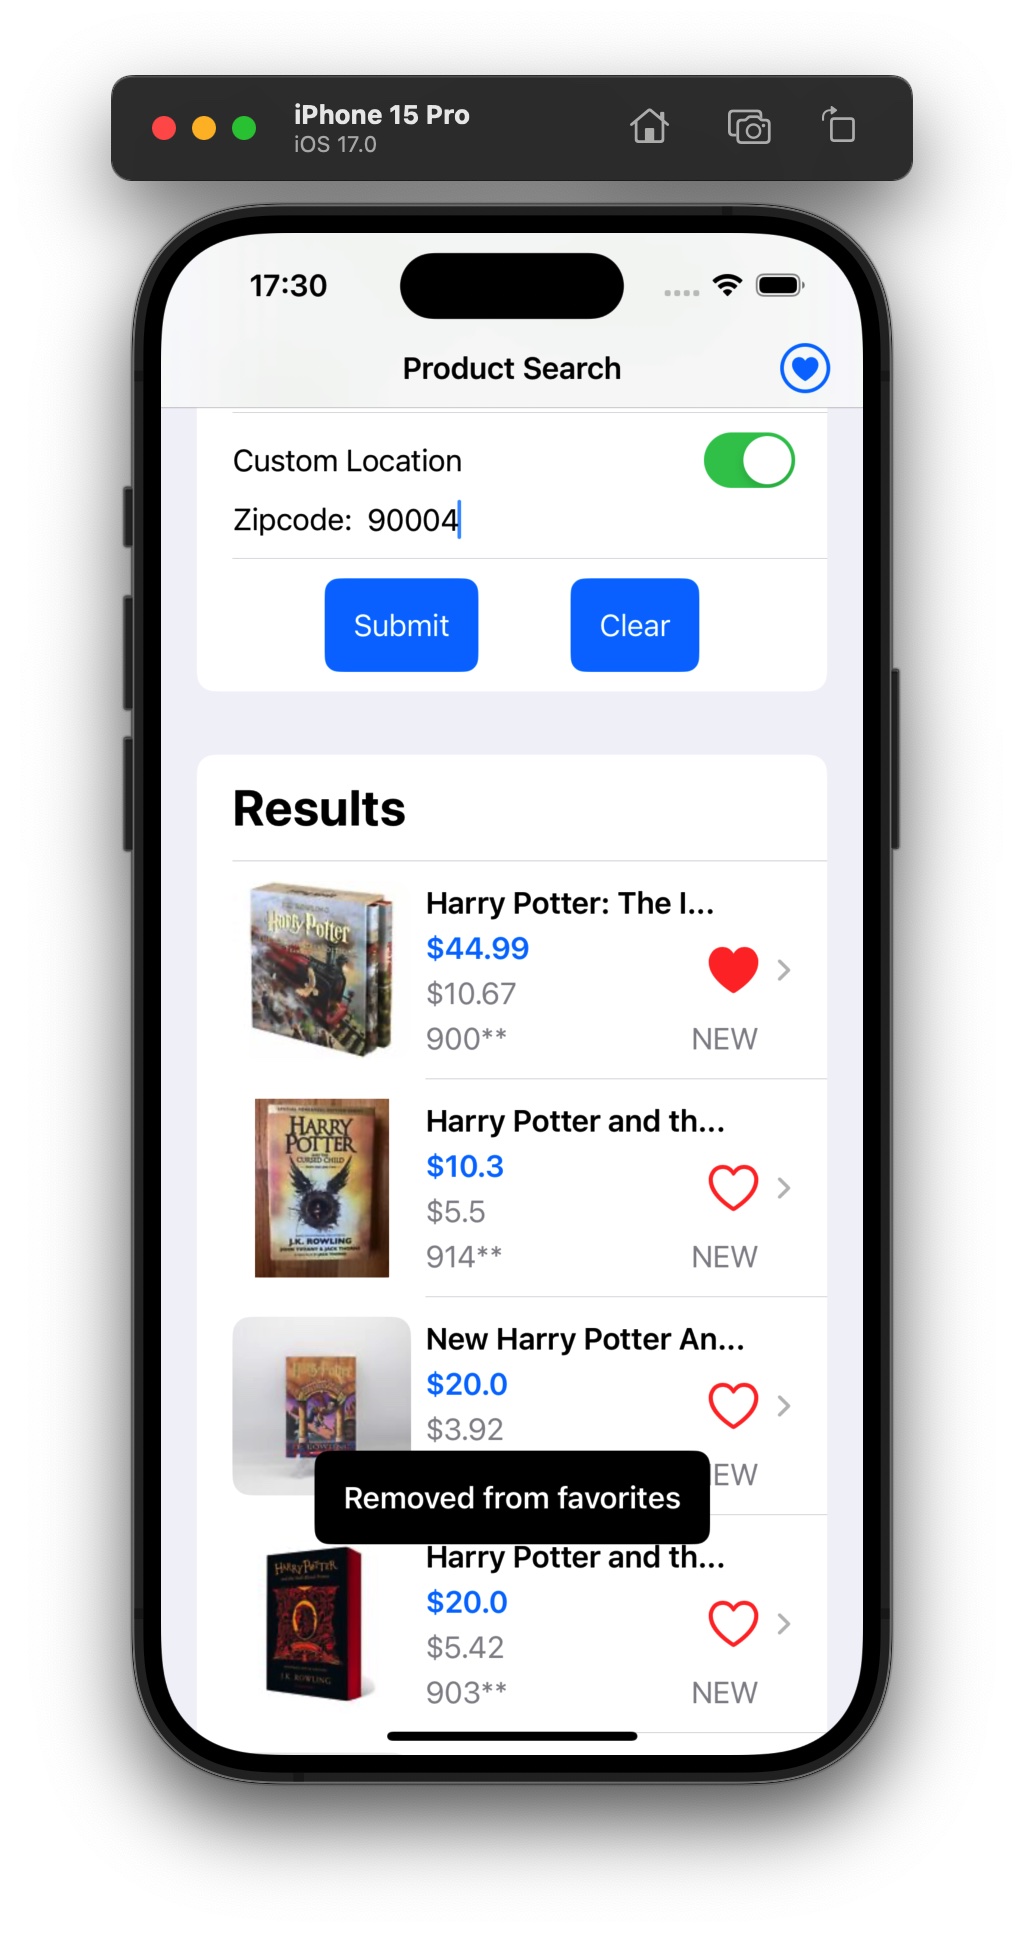 iPhone 15 Pro
iOS 17.0
17:30
Product Search
Custom Location
Zipcode: 90004
Submit Clear
Results
Harry Potter: The I...
$44.99
$10.67
900** NEW
Harry Potter and th...
$10.3
$5.5
914** NEW
New Harry Potter An...
$20.0
$3.92
EW
Removed from favorites
Harry Potter and th...
$20.0
$5.42
903** NEW
Harry Potter
HARRY
POTTER
CURSED CHILD
J.K. ROWLING
Harry Potter
HARRY POTTER
J.K. ROWLING